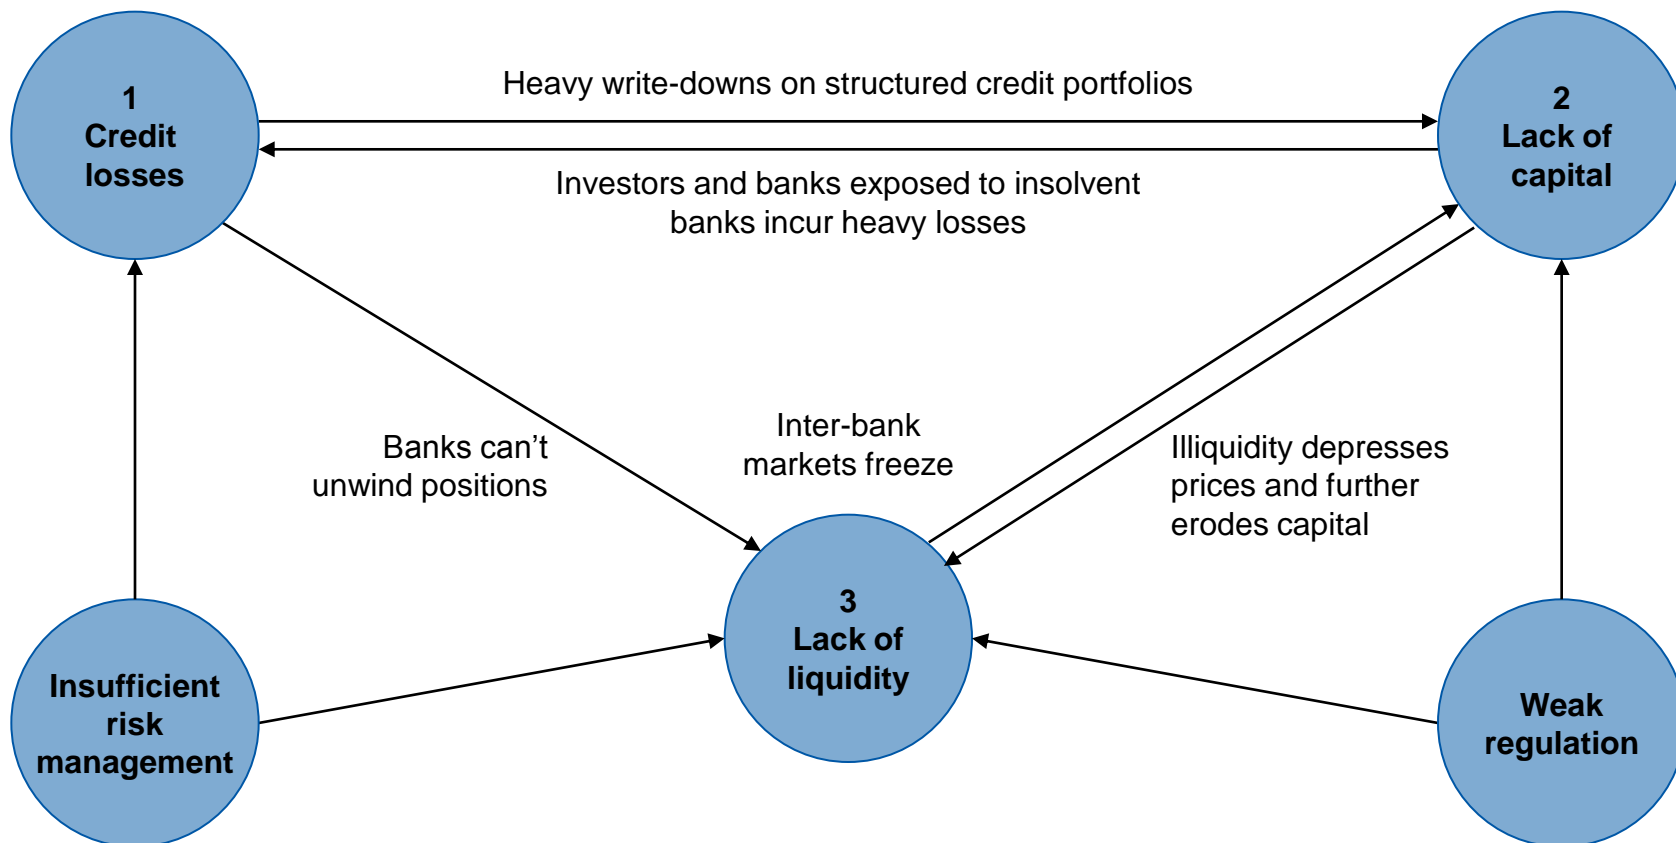 1
Credit
losses
Heavy write-downs on structured credit portfolios
2
Lack of
capital
Investors and banks exposed to insolvent
banks incur heavy losses
Banks can’t
unwind positions
Inter-bank
markets freeze
Illiquidity depresses
prices and further
erodes capital
3
Lack of
liquidity
Insufficient
risk
management
Weak
regulation